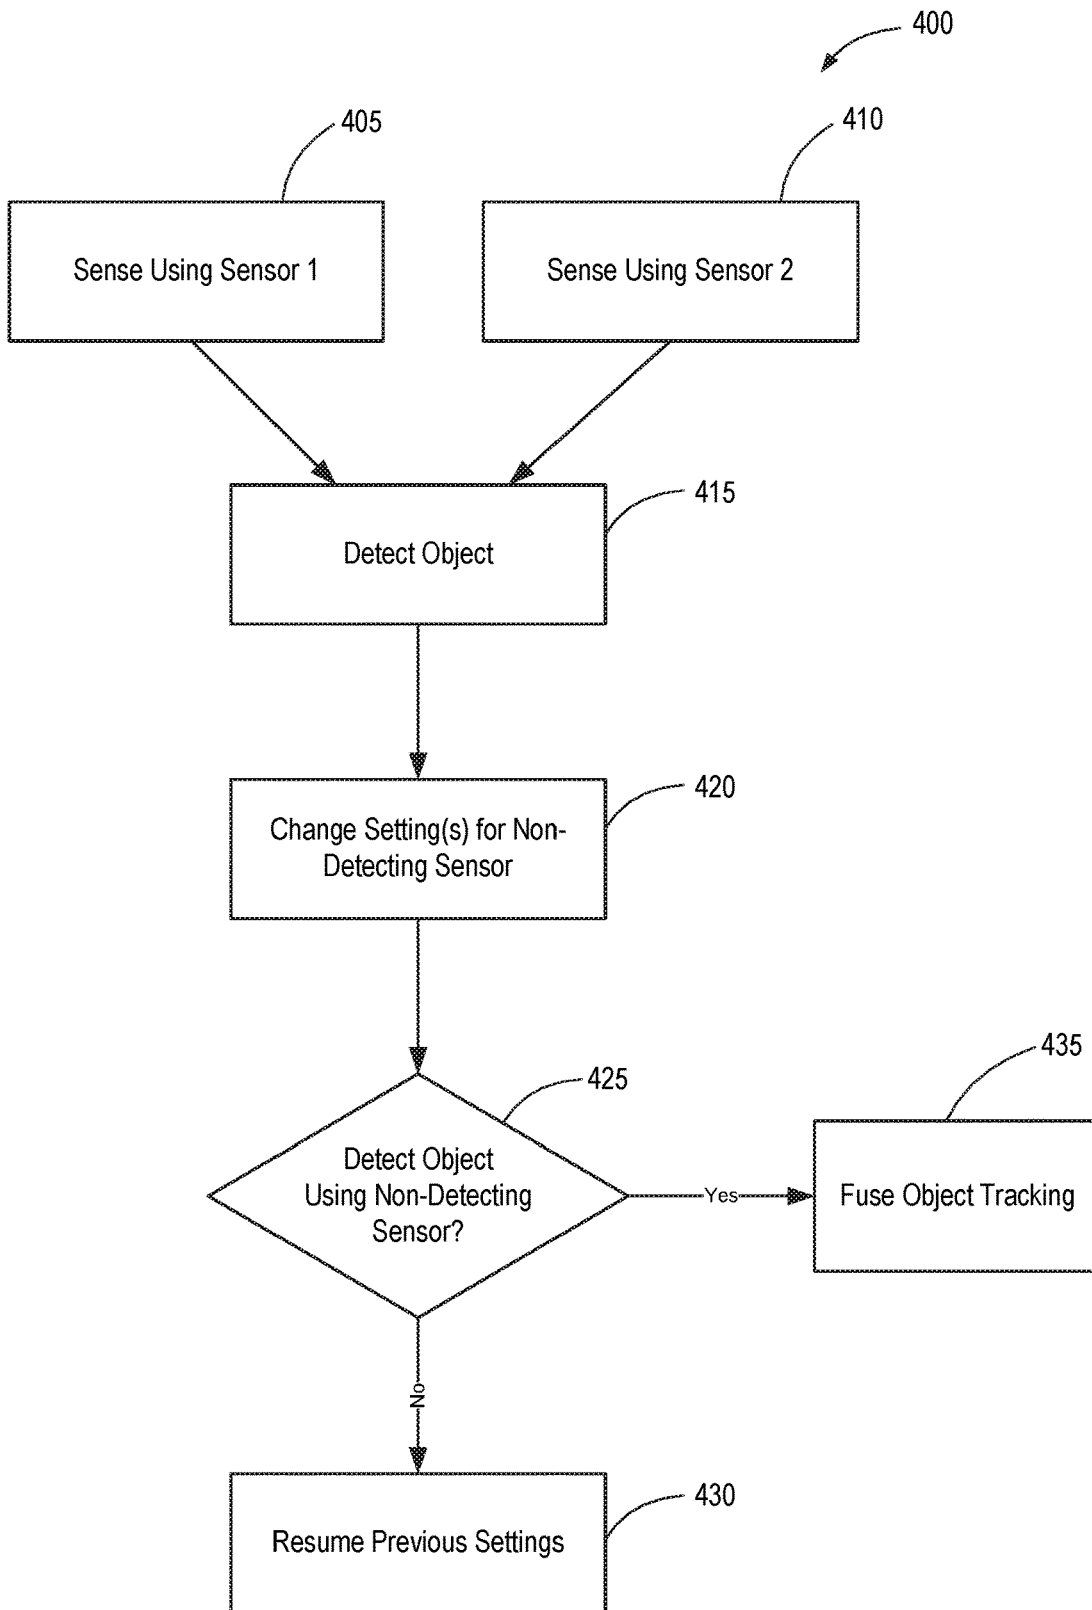 400
405
410
Sense Using Sensor 1
Sense Using Sensor 2
415
Detect Object
420
Change Setting(s) for Non-
Detecting Sensor
425
435
Detect Object
Using Non-Detecting
Sensor?
Yes
Fuse Object Tracking
No
430
Resume Previous Settings